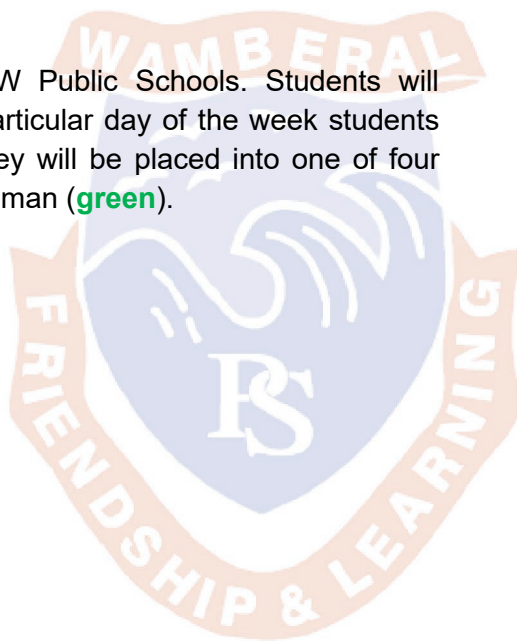 WAMBERAL
W Public Schools. Students will
articular day of the week students
ey will be placed into one of four
man (green).
PS
FRIENDSHIP & LEARNING